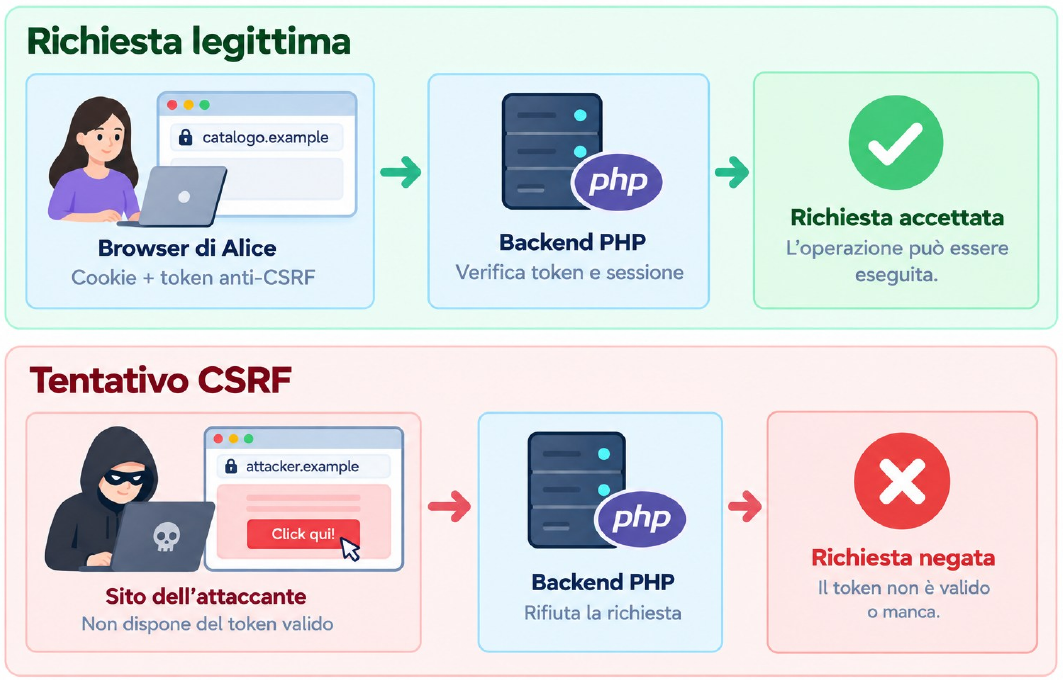 Richiesta legittima
catalogo.example
php
Browser di Alice
Cookie + token anti-CSRF
Backend PHP
Verifica token e sessione
Richiesta accettata
L'operazione può essere
eseguita.
Tentativo CSRF
attacker.example
Click qui!
php
Sito dell'attaccante
Non dispone del token valido
Backend PHP
Rifiuta la richiesta
Richiesta negata
Il token non è valido
o manca.